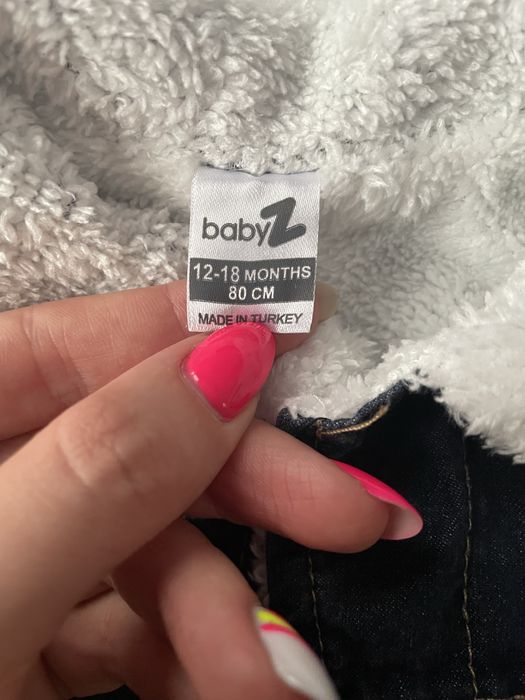 babyZ
12-18 MONTHS
80 CM
MADE IN TURKEY